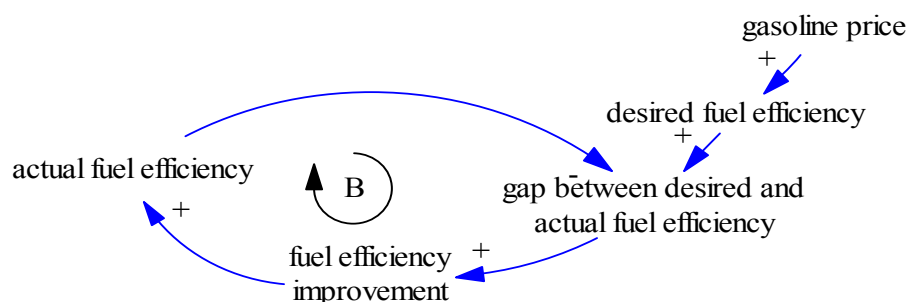 gasoline price
+
desired fuel efficiency
+
actual fuel efficiency
-
gap between desired and
actual fuel efficiency
B
+
+
fuel efficiency
improvement